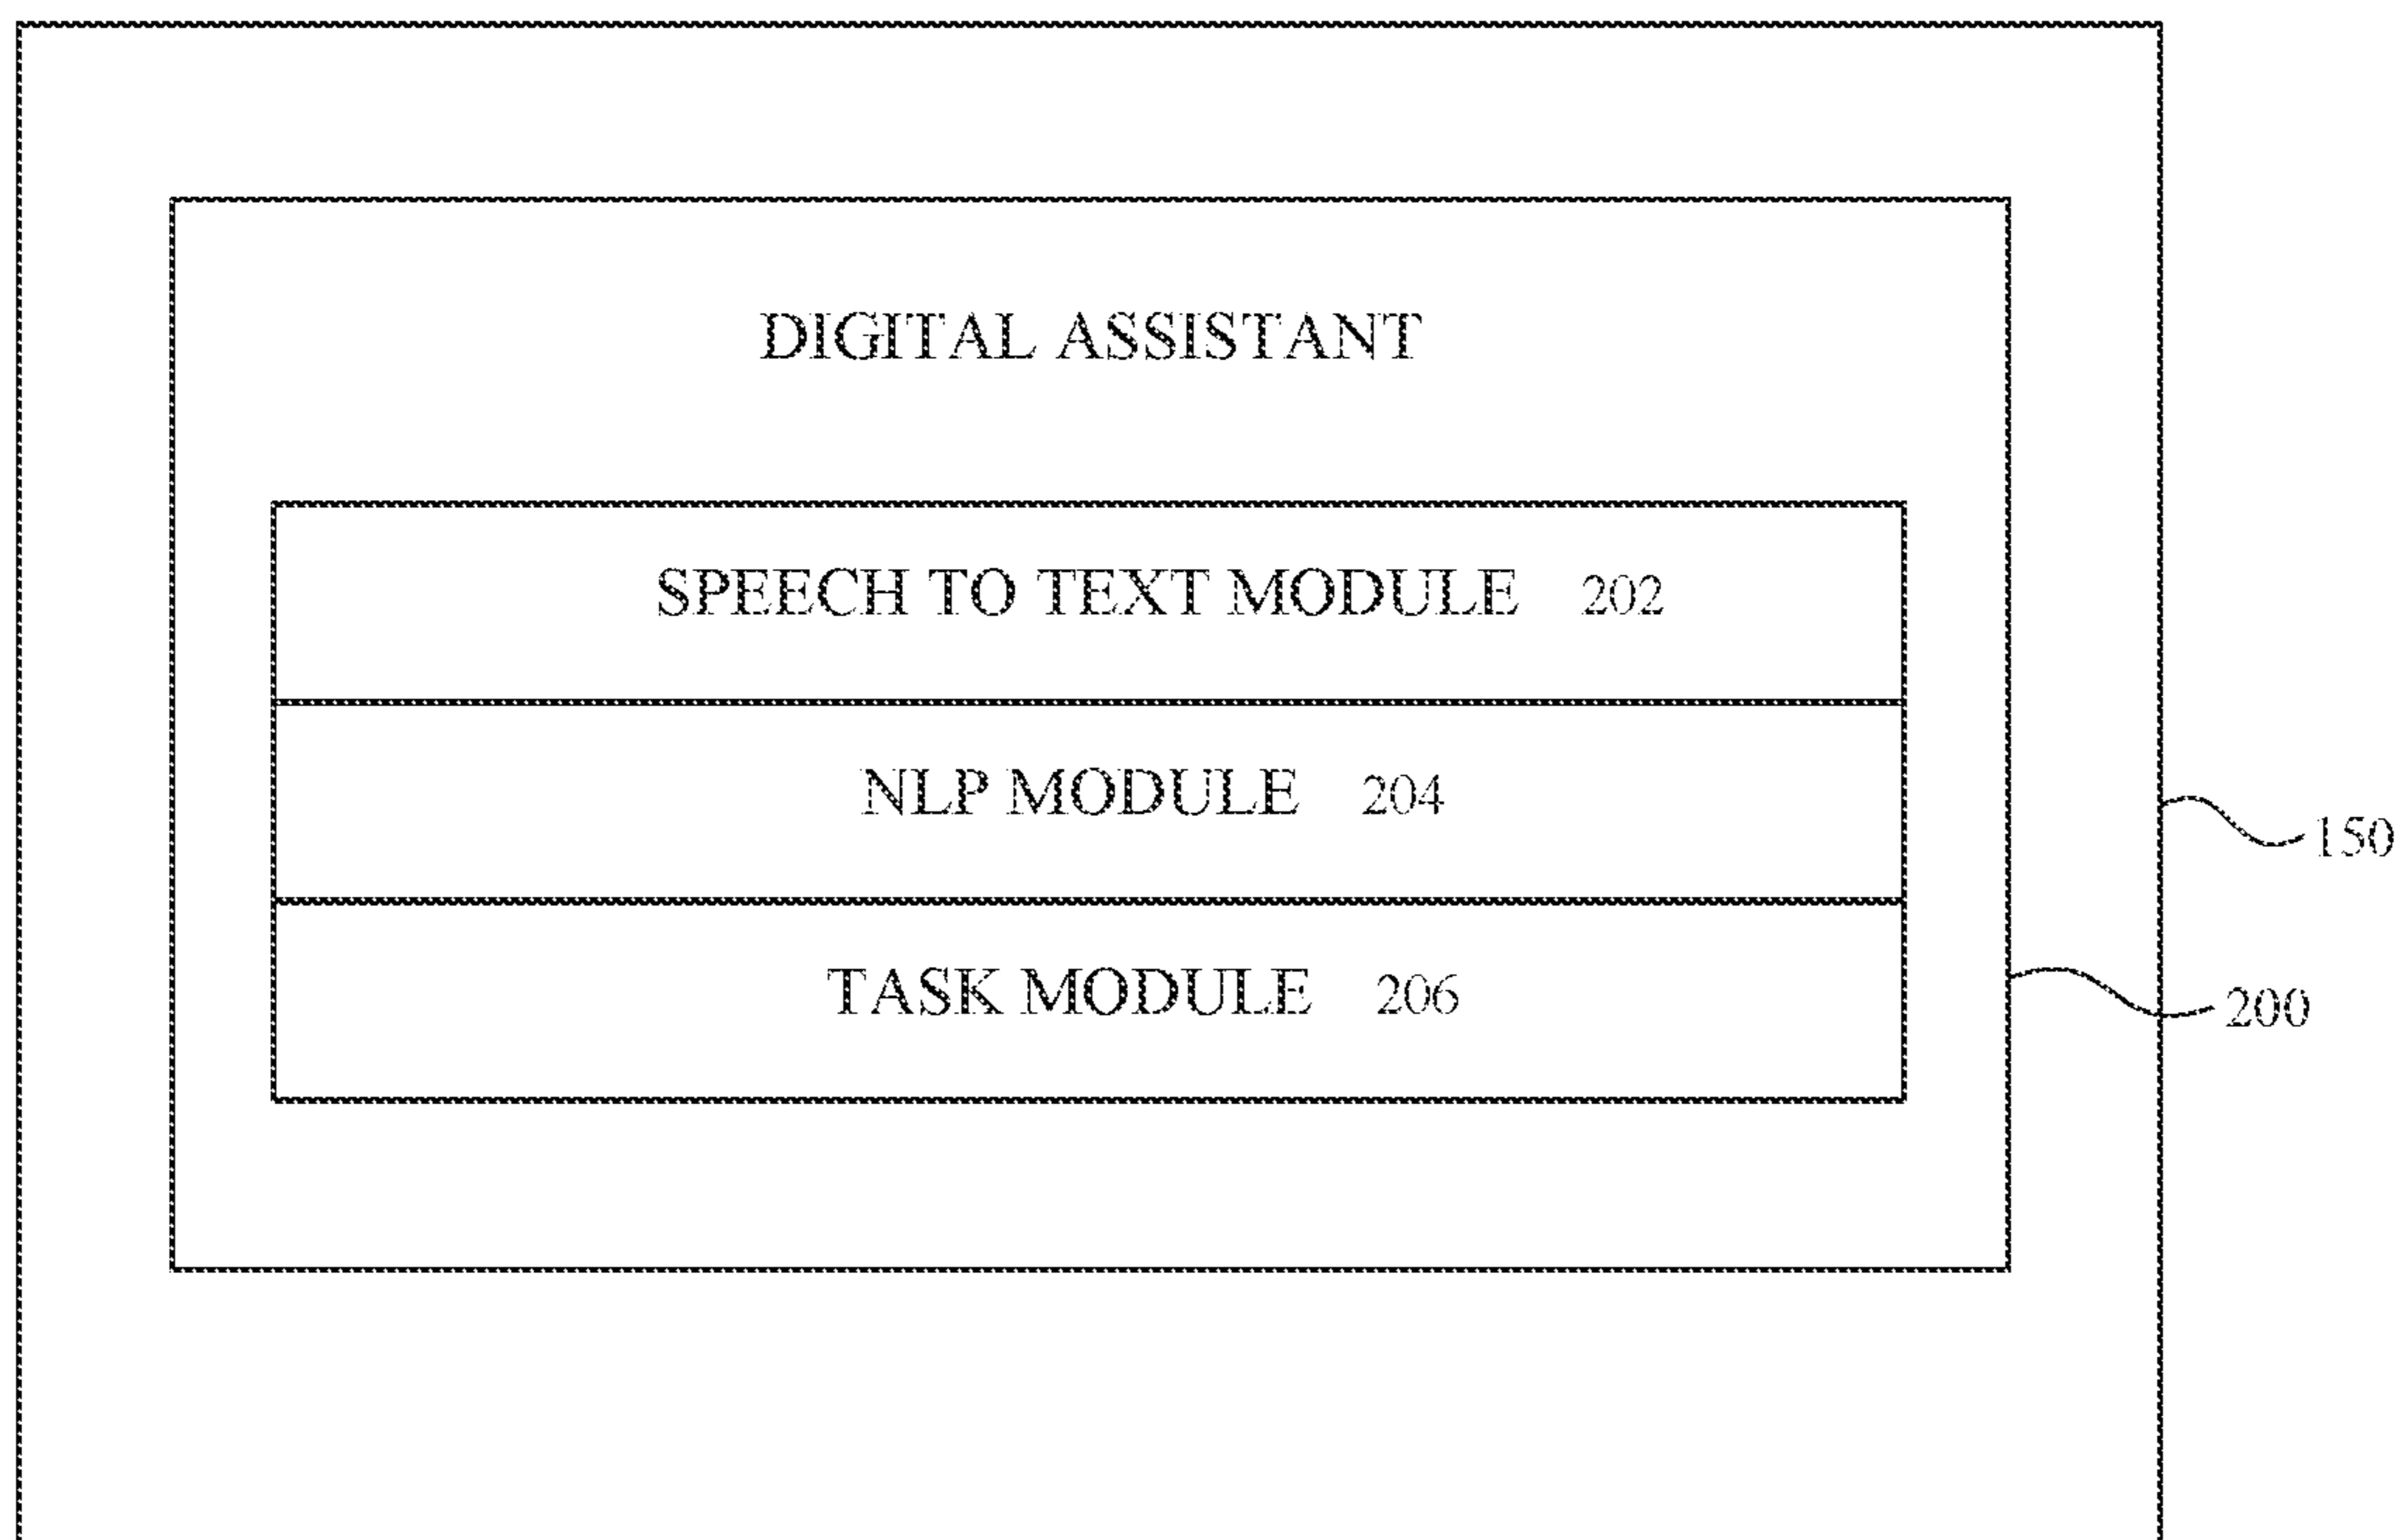 DIGITAL ASSISTANT
SPEECH TO TEXT MODULE 202
NLP MODULE 204
150
TASK MODULE 206
200